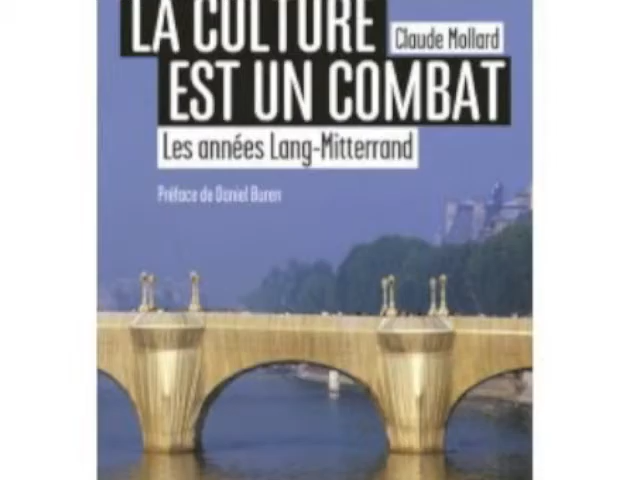 LA CULTURE
Claude Mollard
EST UN COMBAT
Les années Lang-Mitterrand
Préface de Daniel Buren